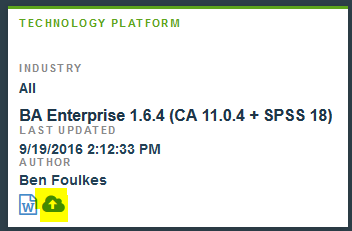 TECHNOLOGY PLATFORM
INDUSTRY
All
BA Enterprise 1.6.4 (CA 11.0.4 + SPSS 18)
LAST UPDATED
9/19/2016 2:12:33 PM
AUTHOR
Ben Foulkes
W